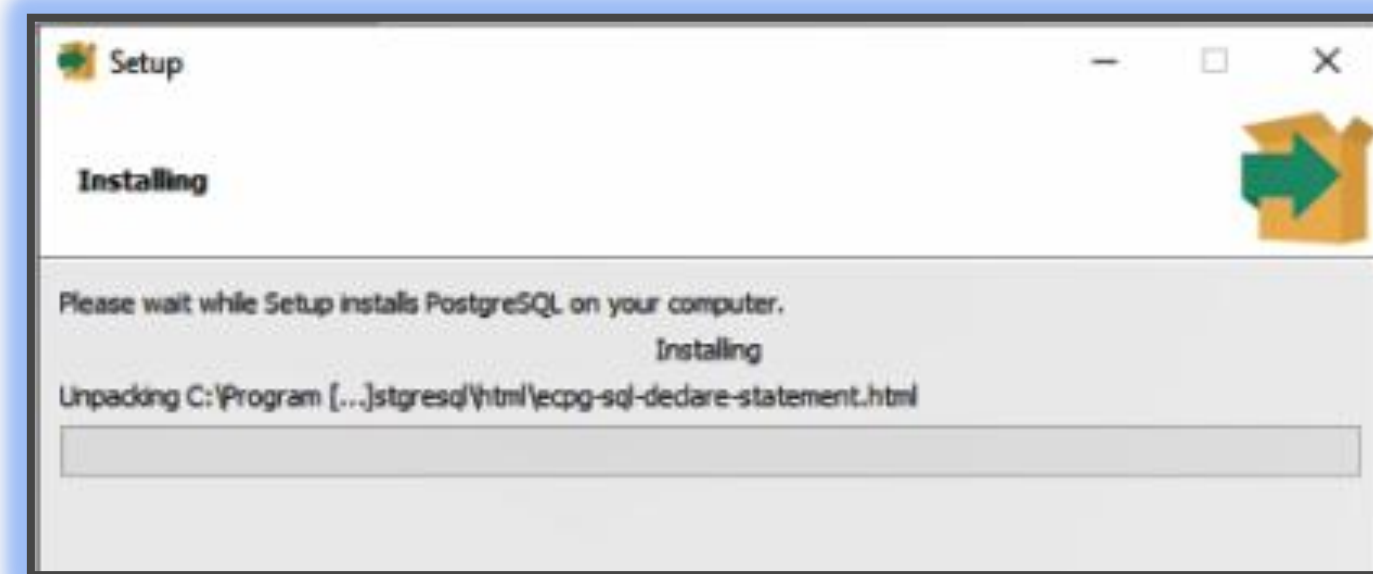 Setup
Installing
Please wait while Setup installs PostgreSQL on your computer.
Installing
Unpacking C:\Program [...]stgresql\html\ecpg-sql-declare-statement.html